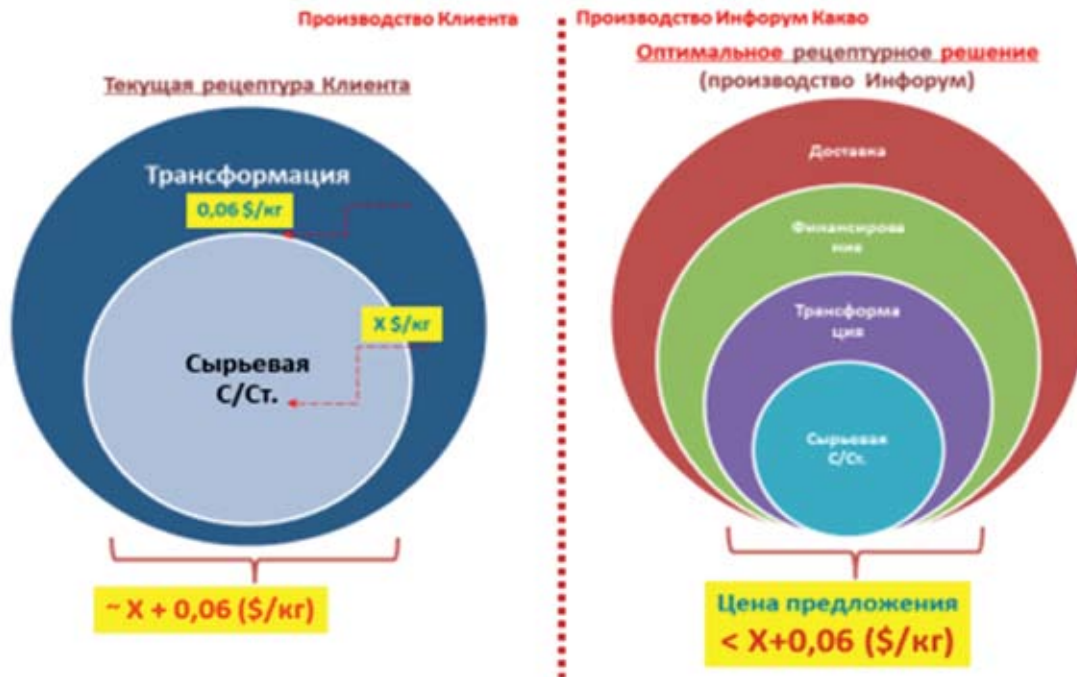 Производство Клиента
Производство Инфорум Какао
Текущая рецептура Клиента
Оптимальное рецептурное решение
(производство Инфорум)
Трансформация
0,06 $/кг
X $/кг
Сырьевая
С/Ст.
~ X + 0,06 ($/кг)
Доставка
Финансирова
ние
Трансформа
ция
Сырьевая
С/Ст.
Цена предложения
< X+0,06 ($/кг)